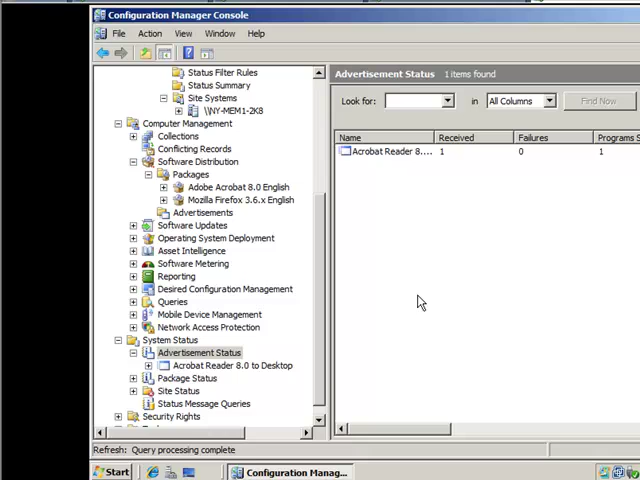 Configuration Manager Console
File Action View Window Help
Status Filter Rules
Status Summary
Site Systems
\\NY-MEM1-2K8
Computer Management
Collections
Conflicting Records
Software Distribution
Packages
Adobe Acrobat 8.0 English
Mozilla Firefox 3.6.x English
Advertisements
Software Updates
Operating System Deployment
Asset Intelligence
Software Metering
Reporting
Desired Configuration Management
Queries
Mobile Device Management
Network Access Protection
System Status
Advertisement Status
Acrobat Reader 8.0 to Desktop
Package Status
Site Status
Status Message Queries
Security Rights
Advertisement Status 1 items found
Look for: in All Columns Find Now
Name Received Failures Programs S
Acrobat Reader 8.... 1 0 1
Refresh: Query processing complete
Start Configuration Manag...